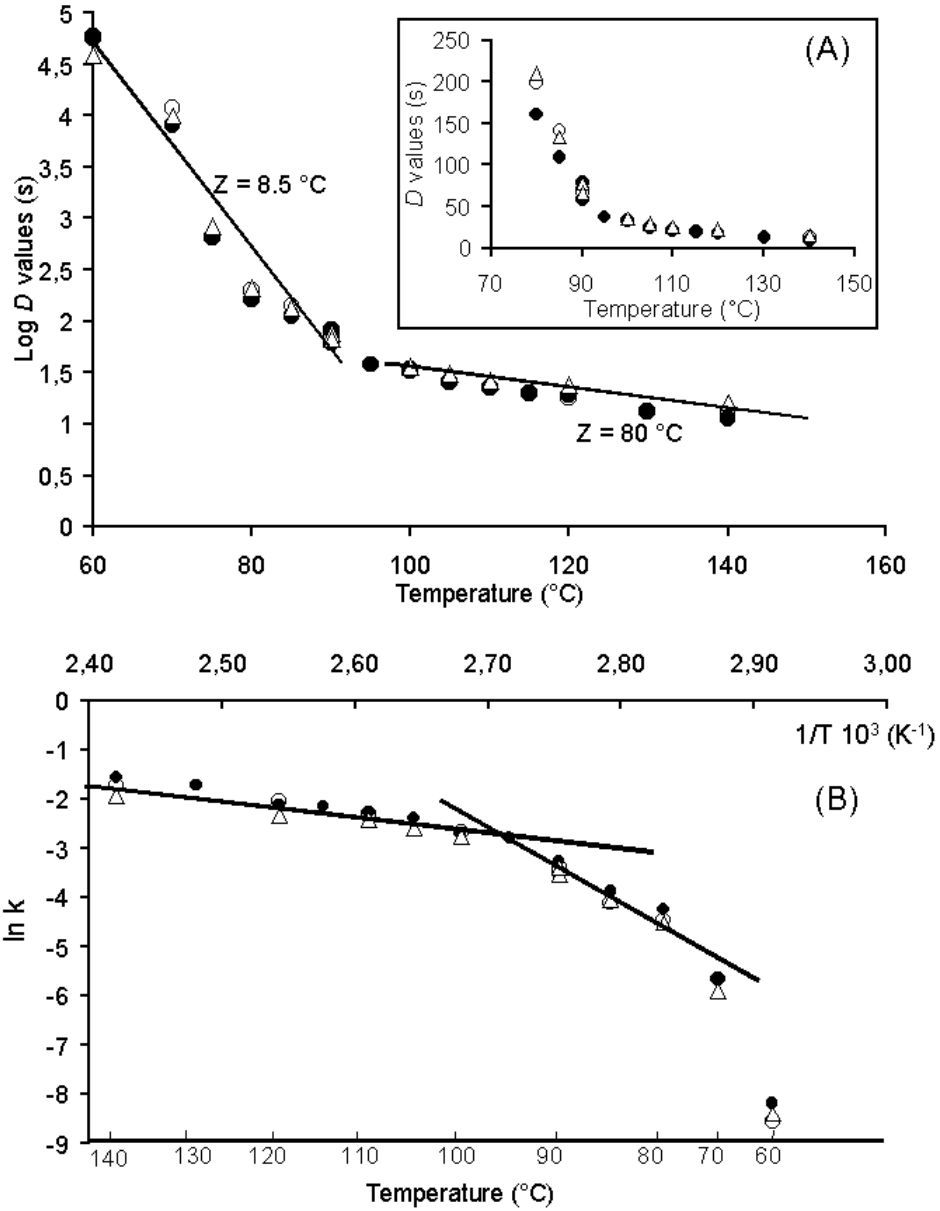 5
4,5
4
3,5
3
2,5
2
1,5
1
0,5
0
Log D values (s)
Z = 8.5 °C
Z = 80 °C
60 80 100 120 140 160
Temperature (°C)
(A)
250
200
150
100
50
0
D values (s)
70 90 110 130 150
Temperature (°C)
2,40 2,50 2,60 2,70 2,80 2,90 3,00
1/T 10³ (K⁻¹)
(B)
0
-1
-2
-3
-4
-5
-6
-7
-8
-9
ln k
140 130 120 110 100 90 80 70 60
Temperature (°C)